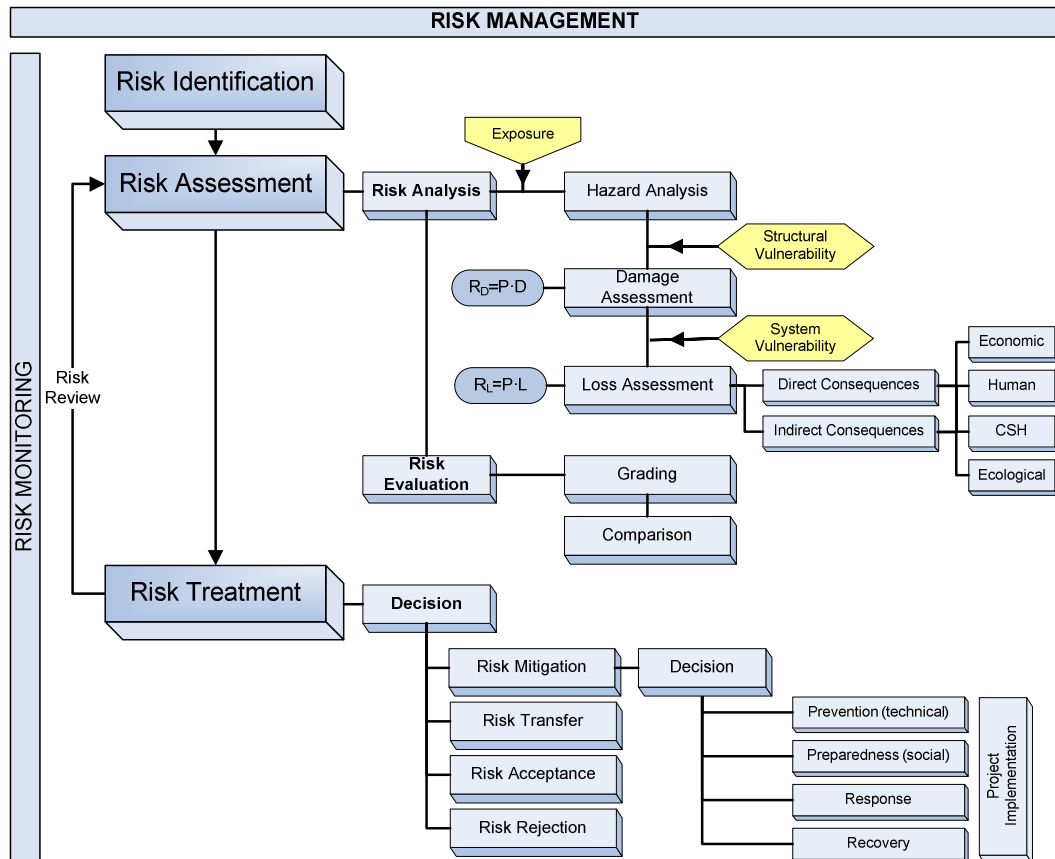 RISK MANAGEMENT
RISK MONITORING
Risk Identification
Risk Assessment
Risk Analysis
Exposure
Hazard Analysis
Structural
Vulnerability
R_D=P·D
Damage
Assessment
System
Vulnerability
R_L=P·L
Loss Assessment
Direct Consequences
Indirect Consequences
Economic
Human
CSH
Ecological
Risk
Review
Risk
Evaluation
Grading
Comparison
Risk Treatment
Decision
Risk Mitigation
Decision
Risk Transfer
Risk Acceptance
Risk Rejection
Prevention (technical)
Preparedness (social)
Response
Recovery
Project
Implementation